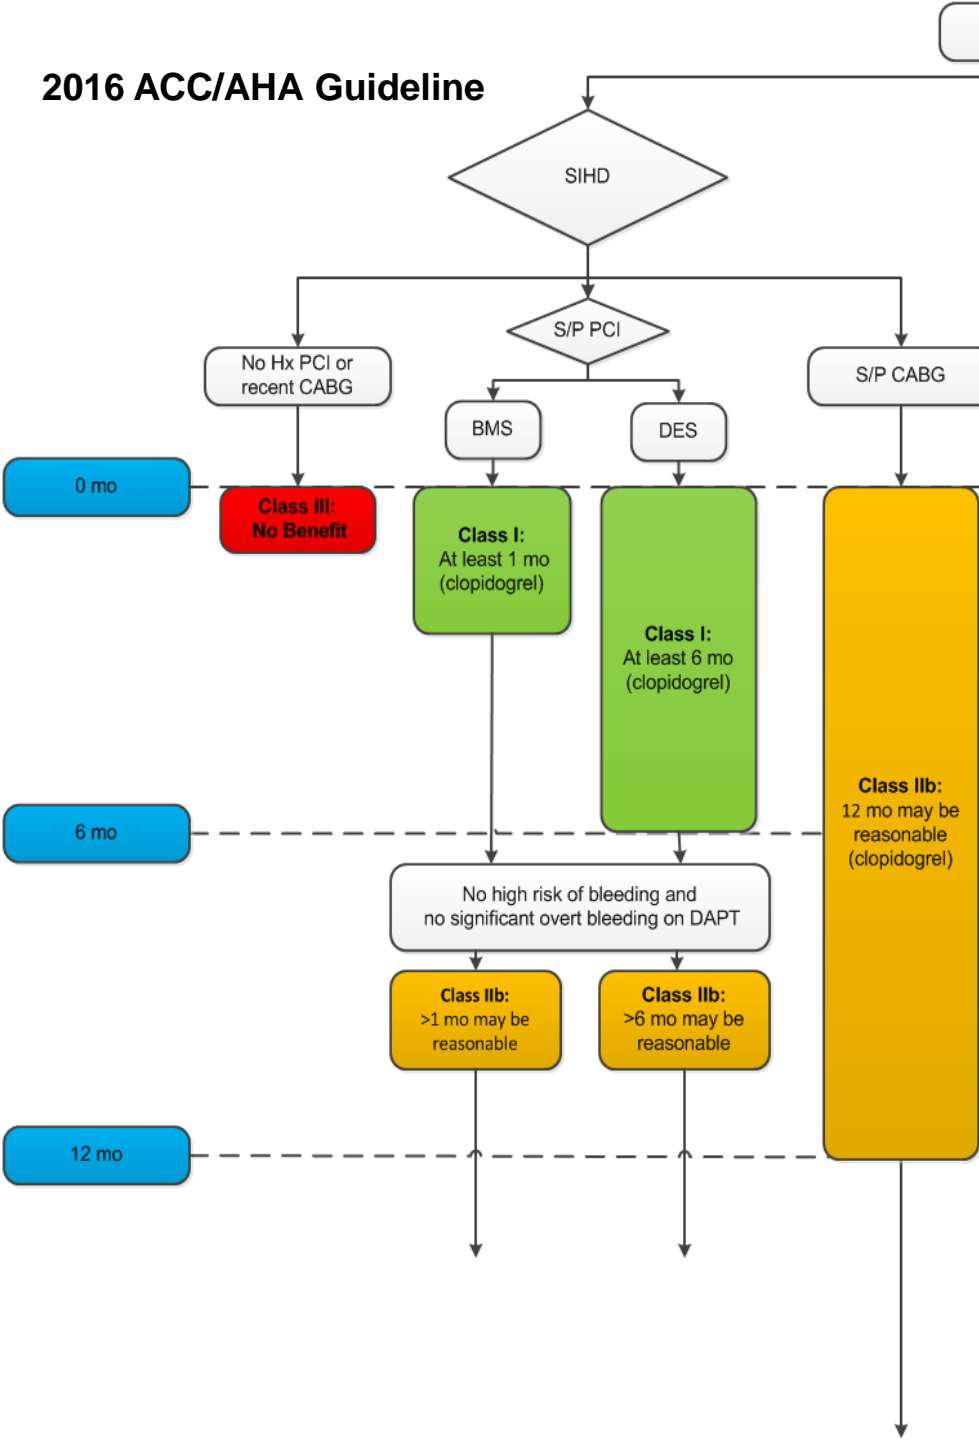 2016 ACC/AHA Guideline
SIHD
S/P PCI
No Hx PCI or
recent CABG
S/P CABG
BMS
DES
0 mo
Class III:
No Benefit
Class I:
At least 1 mo
(clopidogrel)
Class I:
At least 6 mo
(clopidogrel)
Class IIb:
12 mo may be
reasonable
(clopidogrel)
6 mo
No high risk of bleeding and
no significant overt bleeding on DAPT
Class IIb:
>1 mo may be
reasonable
Class IIb:
>6 mo may be
reasonable
12 mo